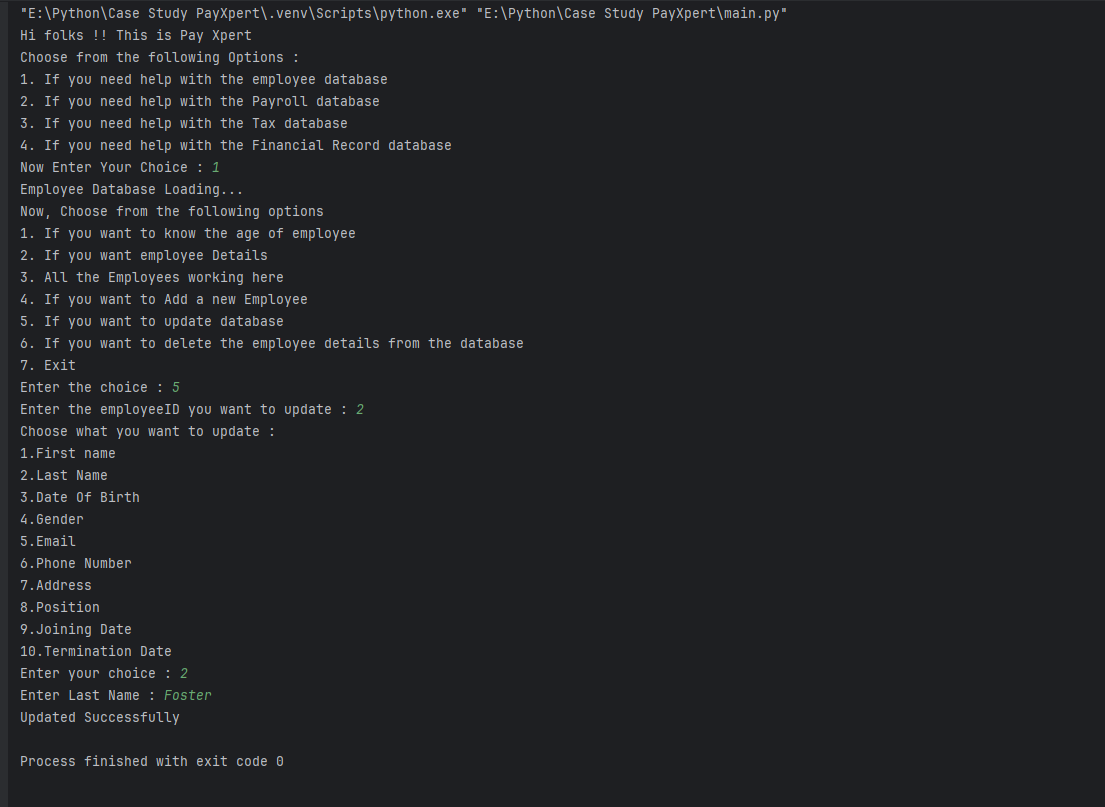 "E:\Python\Case Study PayXpert\.venv\Scripts\python.exe" "E:\Python\Case Study PayXpert\main.py"
Hi folks !! This is Pay Xpert
Choose from the following Options :
1. If you need help with the employee database
2. If you need help with the Payroll database
3. If you need help with the Tax database
4. If you need help with the Financial Record database
Now Enter Your Choice : 1
Employee Database Loading...
Now, Choose from the following options
1. If you want to know the age of employee
2. If you want employee Details
3. All the Employees working here
4. If you want to Add a new Employee
5. If you want to update database
6. If you want to delete the employee details from the database
7. Exit
Enter the choice : 5
Enter the employeeID you want to update : 2
Choose what you want to update :
1.First name
2.Last Name
3.Date Of Birth
4.Gender
5.Email
6.Phone Number
7.Address
8.Position
9.Joining Date
10.Termination Date
Enter your choice : 2
Enter Last Name : Foster
Updated Successfully
Process finished with exit code 0